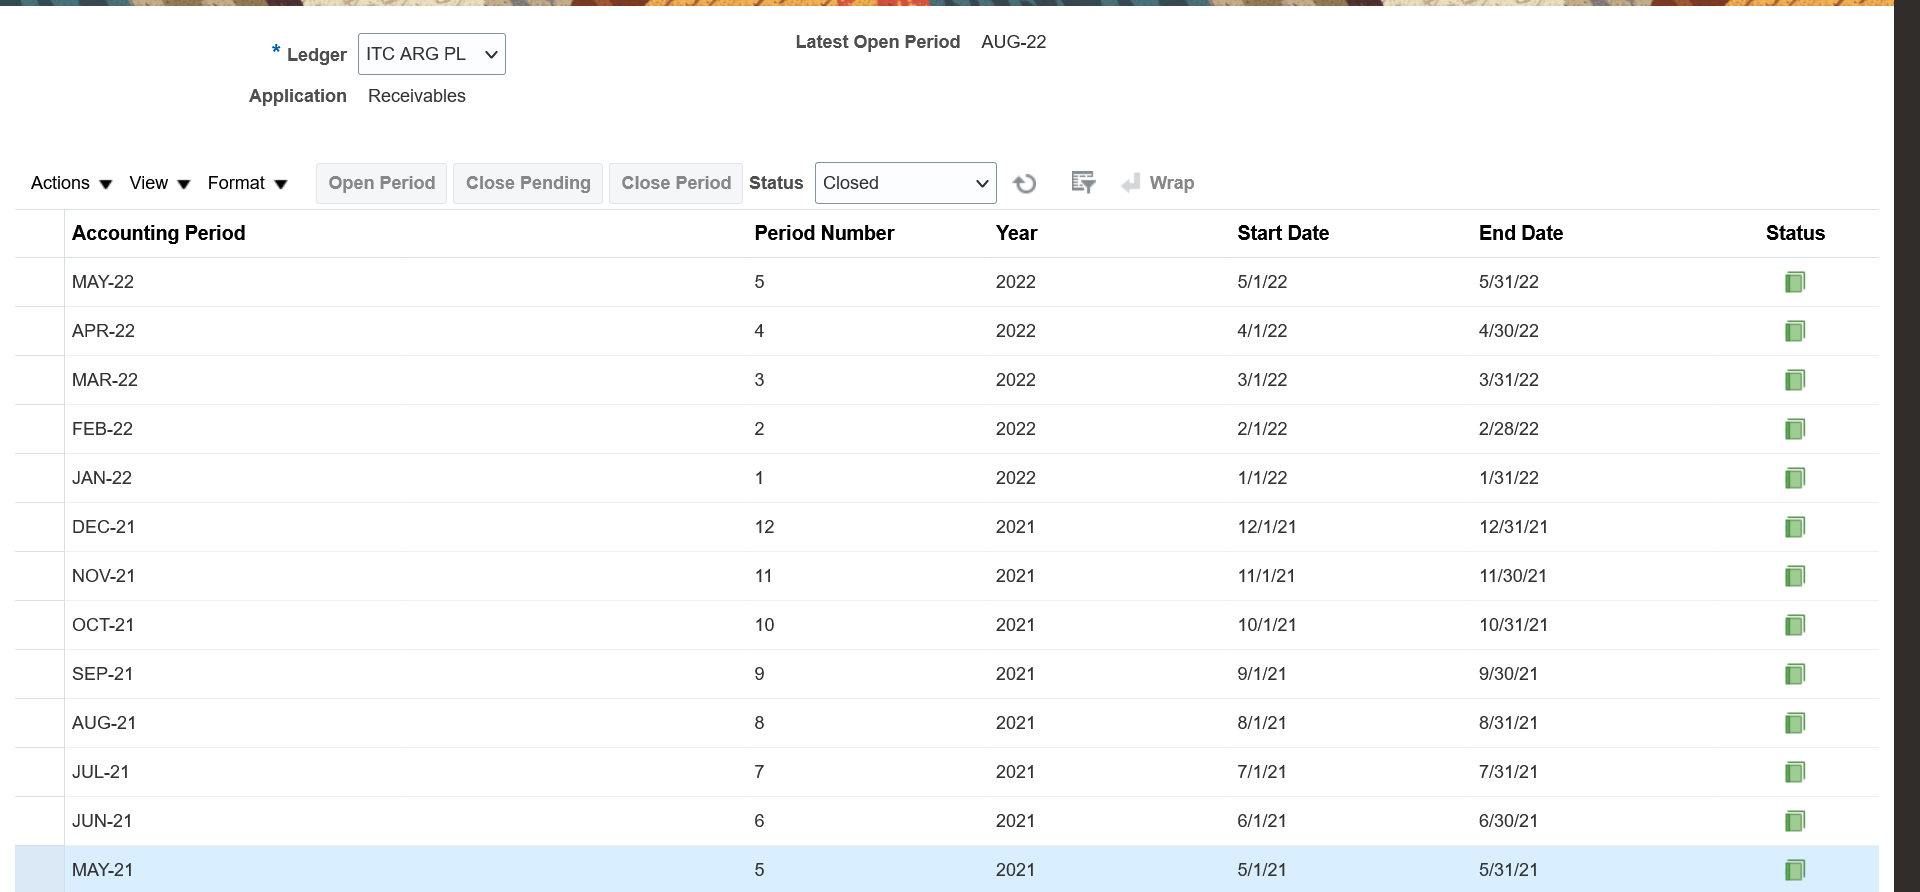 * Ledger ITC ARG PL Latest Open Period AUG-22
Application Receivables
Actions View Format Open Period Close Pending Close Period Status Closed Wrap
Accounting Period Period Number Year Start Date End Date Status
MAY-22 5 2022 5/1/22 5/31/22
APR-22 4 2022 4/1/22 4/30/22
MAR-22 3 2022 3/1/22 3/31/22
FEB-22 2 2022 2/1/22 2/28/22
JAN-22 1 2022 1/1/22 1/31/22
DEC-21 12 2021 12/1/21 12/31/21
NOV-21 11 2021 11/1/21 11/30/21
OCT-21 10 2021 10/1/21 10/31/21
SEP-21 9 2021 9/1/21 9/30/21
AUG-21 8 2021 8/1/21 8/31/21
JUL-21 7 2021 7/1/21 7/31/21
JUN-21 6 2021 6/1/21 6/30/21
MAY-21 5 2021 5/1/21 5/31/21